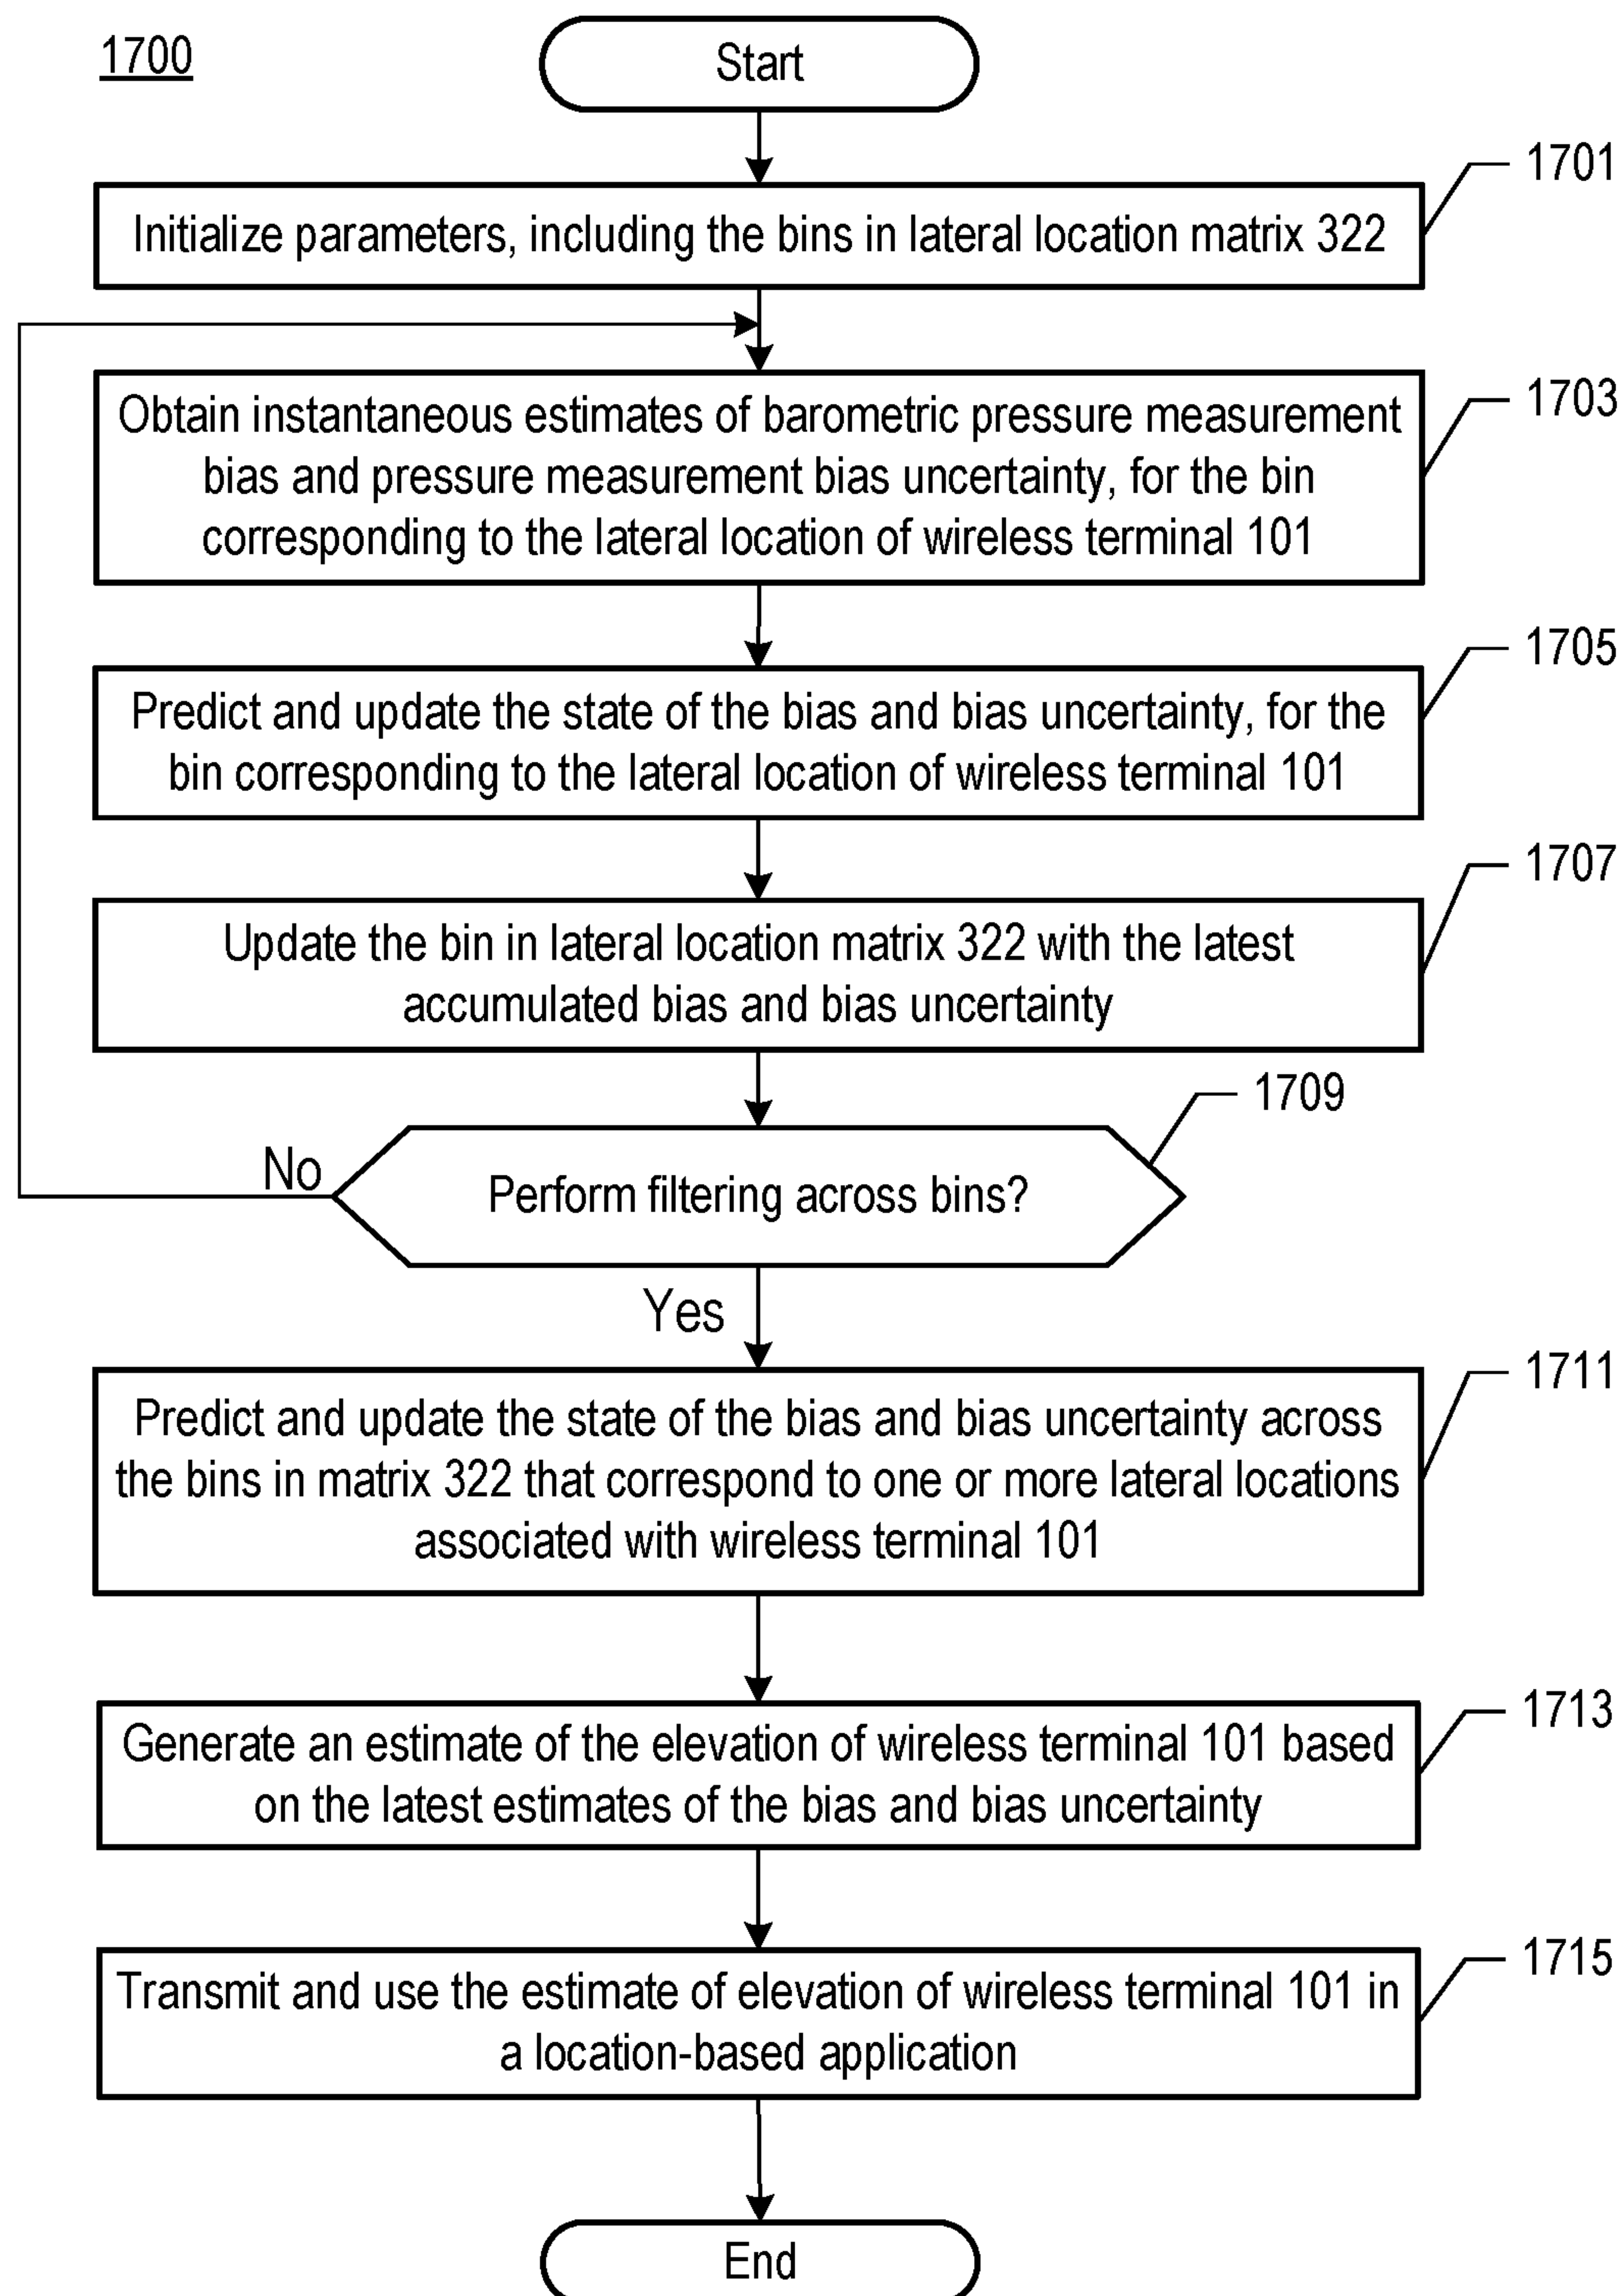 1700
Start
1701
Initialize parameters, including the bins in lateral location matrix 322
1703
Obtain instantaneous estimates of barometric pressure measurement
bias and pressure measurement bias uncertainty, for the bin
corresponding to the lateral location of wireless terminal 101
1705
Predict and update the state of the bias and bias uncertainty, for the
bin corresponding to the lateral location of wireless terminal 101
1707
Update the bin in lateral location matrix 322 with the latest
accumulated bias and bias uncertainty
1709
No
Perform filtering across bins?
Yes
1711
Predict and update the state of the bias and bias uncertainty across
the bins in matrix 322 that correspond to one or more lateral locations
associated with wireless terminal 101
1713
Generate an estimate of the elevation of wireless terminal 101 based
on the latest estimates of the bias and bias uncertainty
1715
Transmit and use the estimate of elevation of wireless terminal 101 in
a location-based application
End